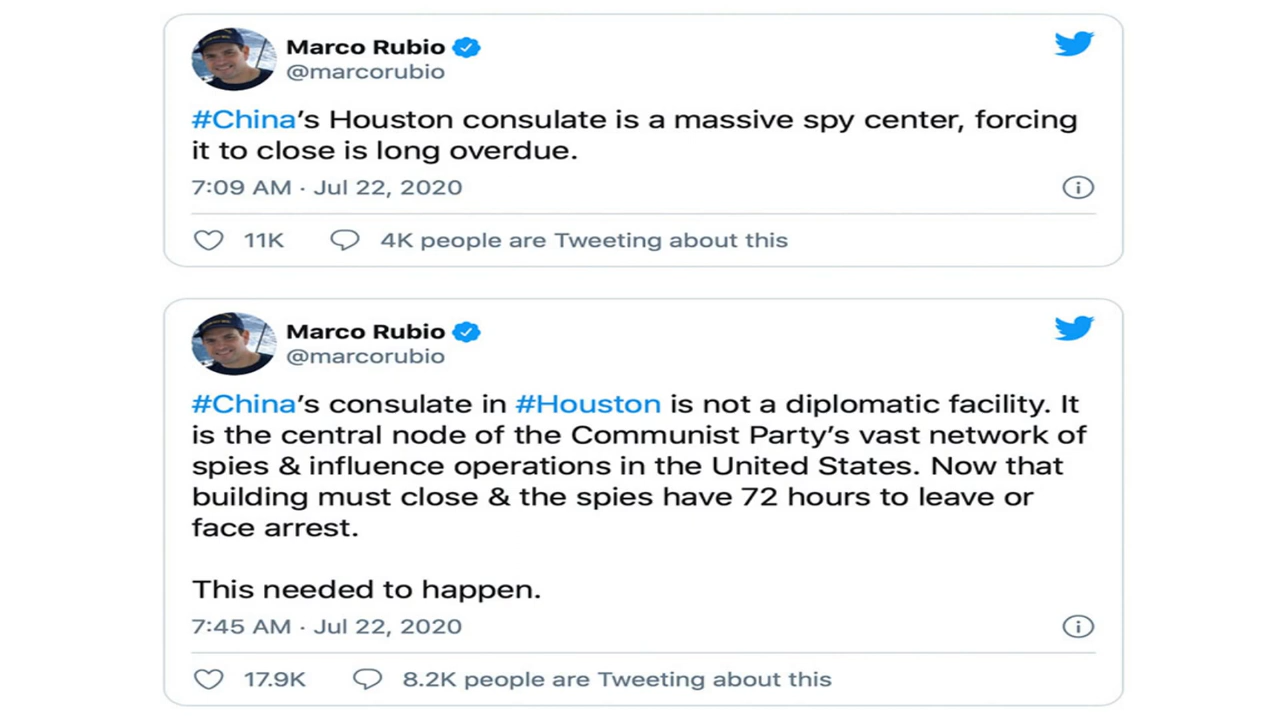 Marco Rubio
@marcorubio
#China's Houston consulate is a massive spy center, forcing
it to close is long overdue.
7:09 AM · Jul 22, 2020
11K 4K people are Tweeting about this
Marco Rubio
@marcorubio
#China's consulate in #Houston is not a diplomatic facility. It
is the central node of the Communist Party's vast network of
spies & influence operations in the United States. Now that
building must close & the spies have 72 hours to leave or
face arrest.
This needed to happen.
7:45 AM · Jul 22, 2020
17.9K 8.2K people are Tweeting about this